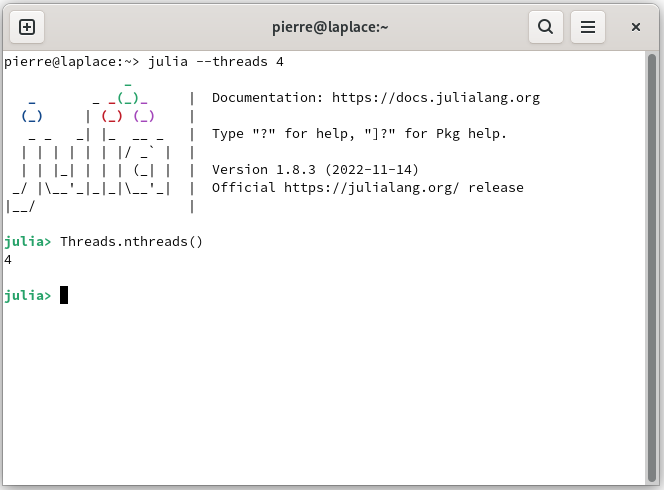 pierre@laplace:~
pierre@laplace:~> julia --threads 4
               _
   _       _ _(_)_     |  Documentation: https://docs.julialang.org
  (_)     | (_) (_)    |
   _ _   _| |_  __ _   |  Type "?" for help, "]?" for Pkg help.
  | | | | | | |/ _` |  |
  | | |_| | | | (_| |  |  Version 1.8.3 (2022-11-14)
 _/ |\__'_|_|_|\__'_|  |  Official https://julialang.org/ release
|__/                   |
julia> Threads.nthreads()
4
julia>